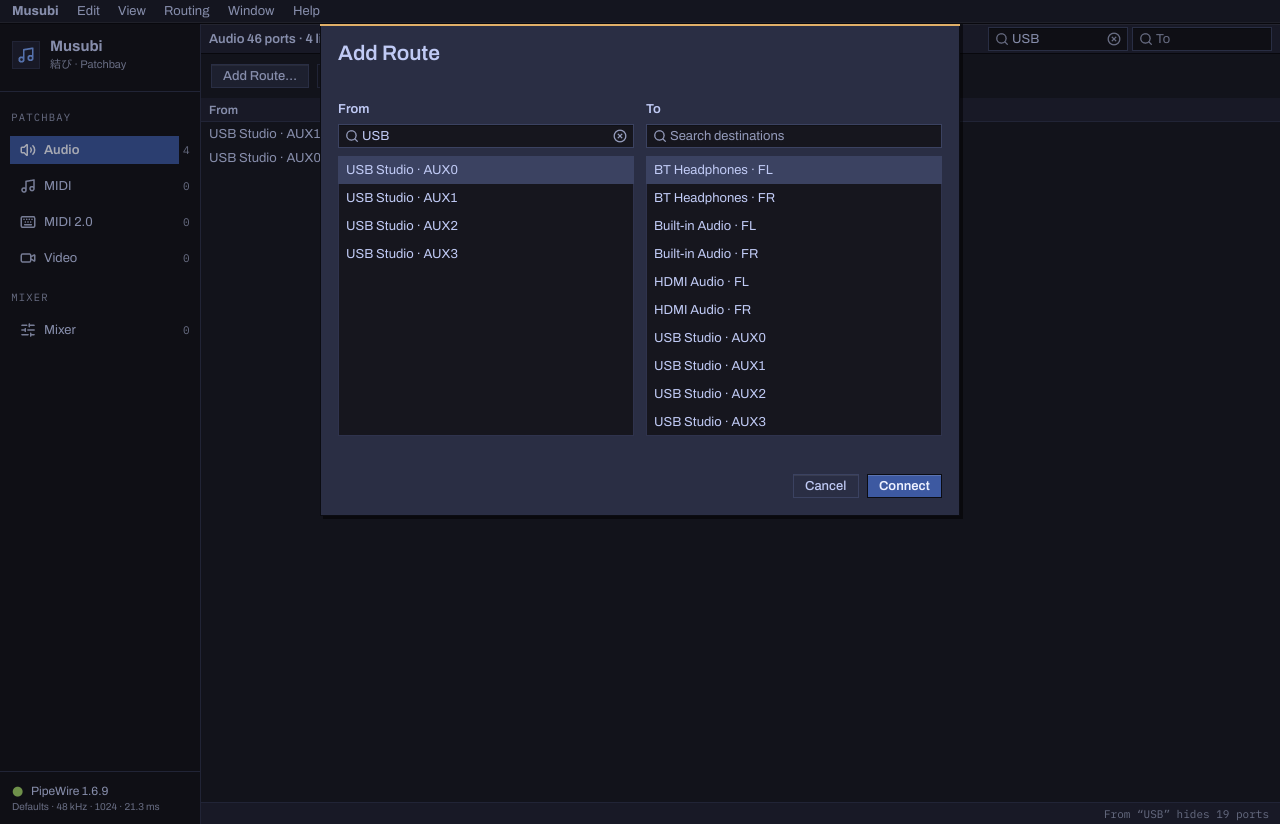 Musubi Edit View Routing Window Help
Musubi
結び · Patchbay
PATCHBAY
Audio 4
MIDI 0
MIDI 2.0 0
Video 0
MIXER
Mixer 0
PipeWire 1.6.9
Defaults · 48 kHz · 1024 · 21.3 ms
Audio 46 ports · 4
USB
To
Add Route...
From
USB Studio · AUX1
USB Studio · AUX0
Add Route
From
USB
USB Studio · AUX0
USB Studio · AUX1
USB Studio · AUX2
USB Studio · AUX3
To
Search destinations
BT Headphones · FL
BT Headphones · FR
Built-in Audio · FL
Built-in Audio · FR
HDMI Audio · FL
HDMI Audio · FR
USB Studio · AUX0
USB Studio · AUX1
USB Studio · AUX2
USB Studio · AUX3
Cancel
Connect
From “USB” hides 19 ports